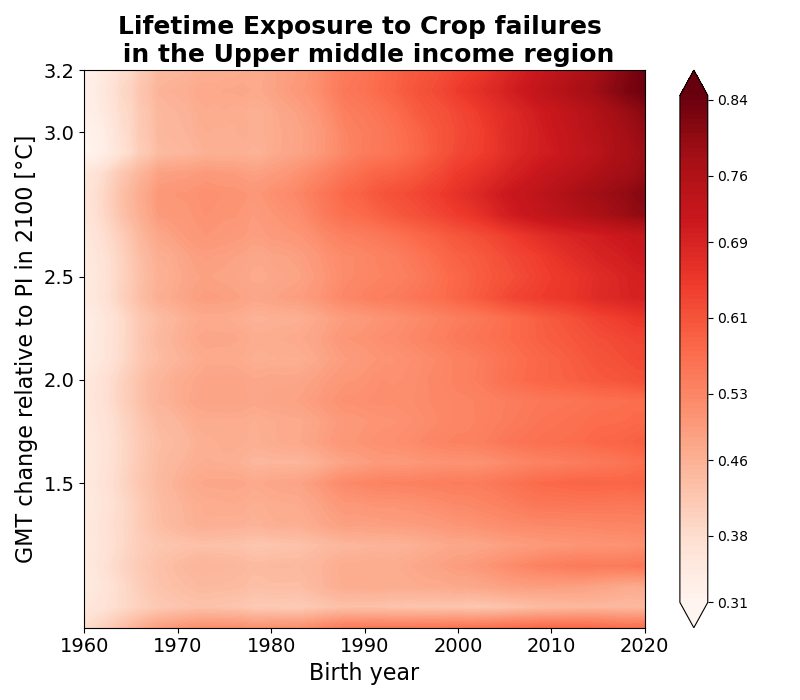 Lifetime Exposure to Crop failures
in the Upper middle income region
GMT change relative to PI in 2100 [°C]
3.2
3.0
2.5
2.0
1.5
1960 1970 1980 1990 2000 2010 2020
Birth year
0.84
0.76
0.69
0.61
0.53
0.46
0.38
0.31